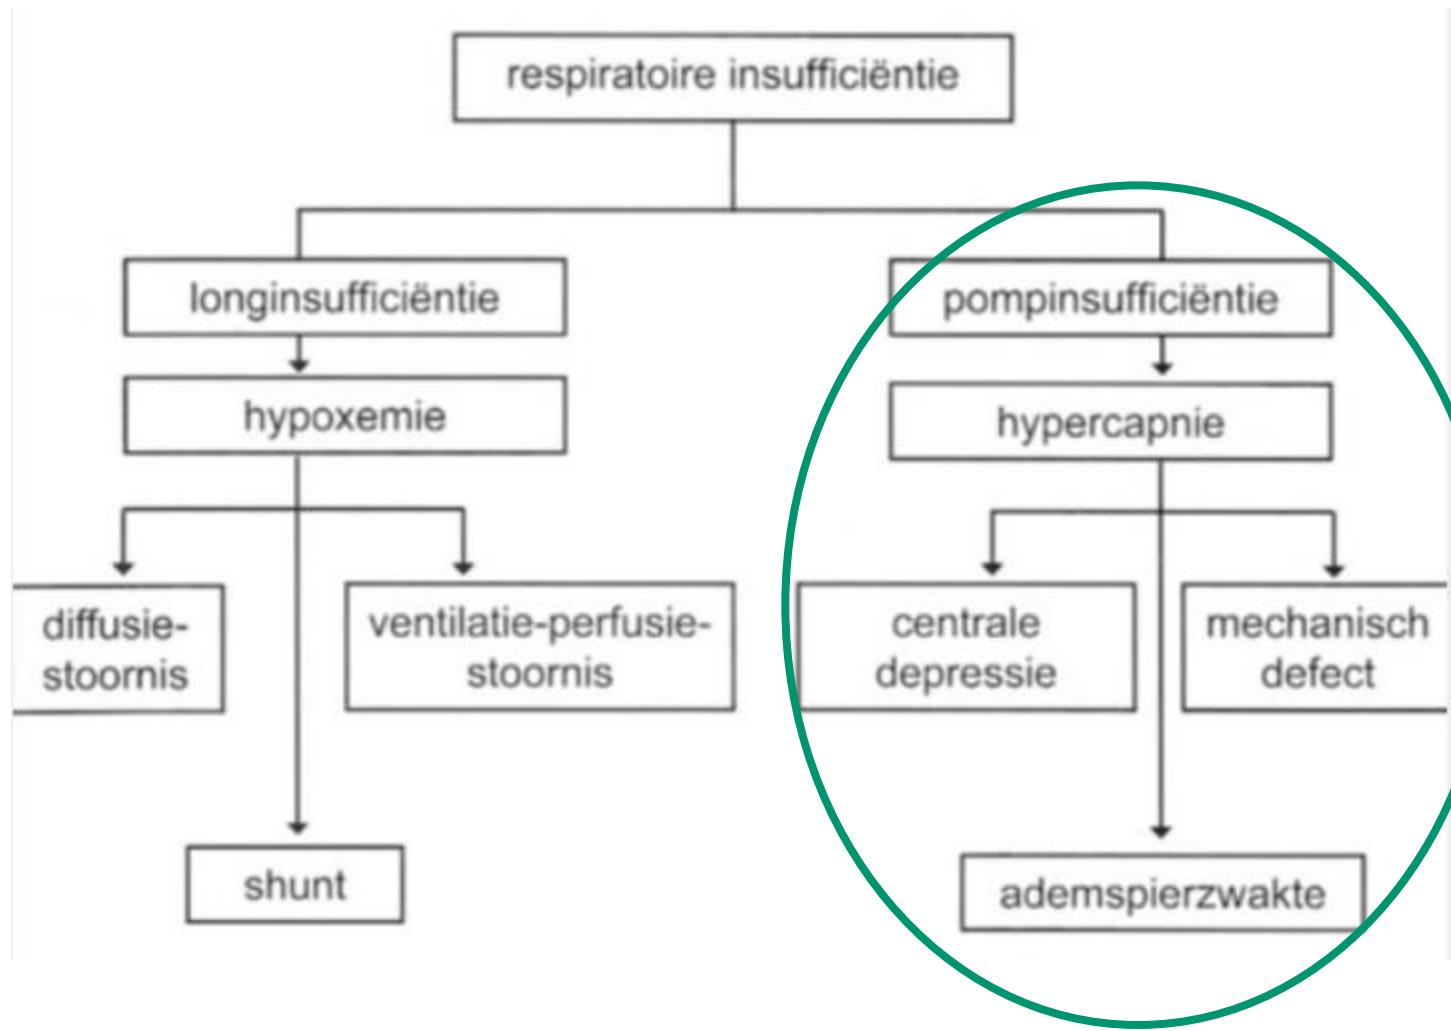 respiratoire insufficiëntie
longinsufficiëntie
pompinsufficiëntie
hypoxemie
hypercapnie
diffusie-
stoornis
ventilatie-perfusie-
stoornis
centrale
depressie
mechanisch
defect
shunt
ademspierzwakte